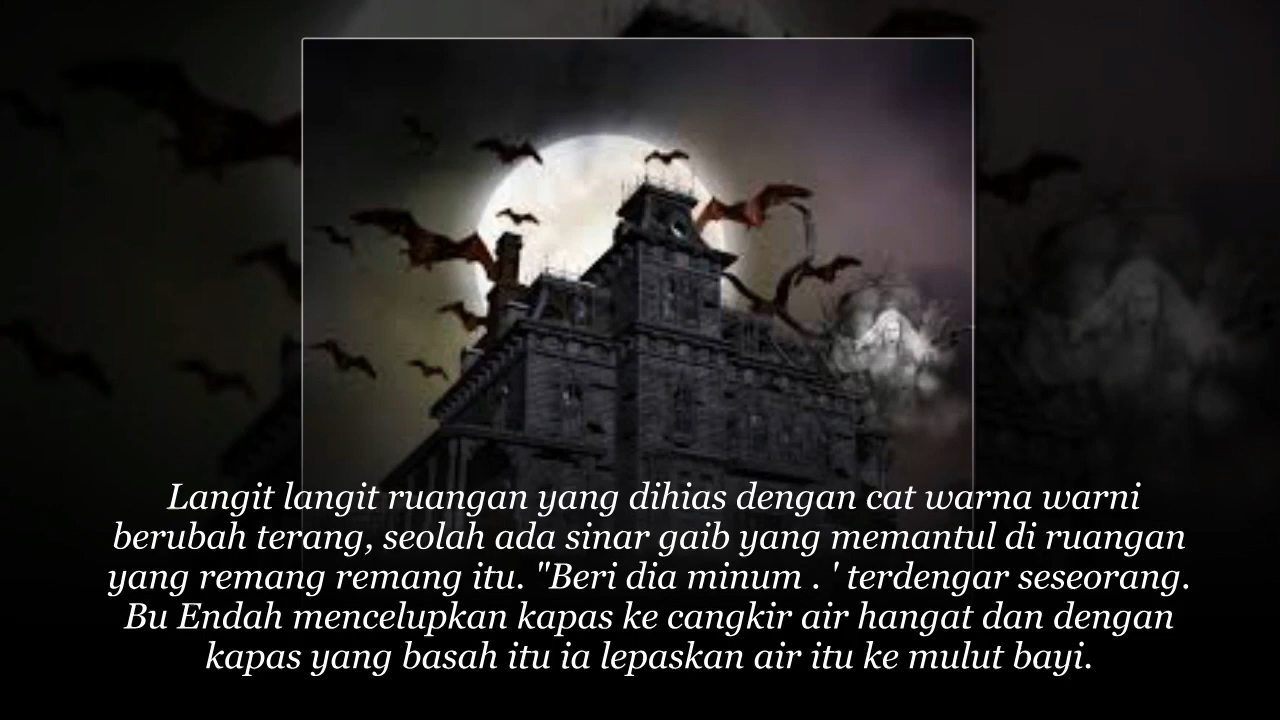 Langit langit ruangan yang dihias dengan cat warna warni
berubah terang, seolah ada sinar gaib yang memantul di ruangan
yang remang remang itu. "Beri dia minum . ' terdengar seseorang.
Bu Endah mencelupkan kapas ke cangkir air hangat dan dengan
kapas yang basah itu ia lepaskan air itu ke mulut bayi.